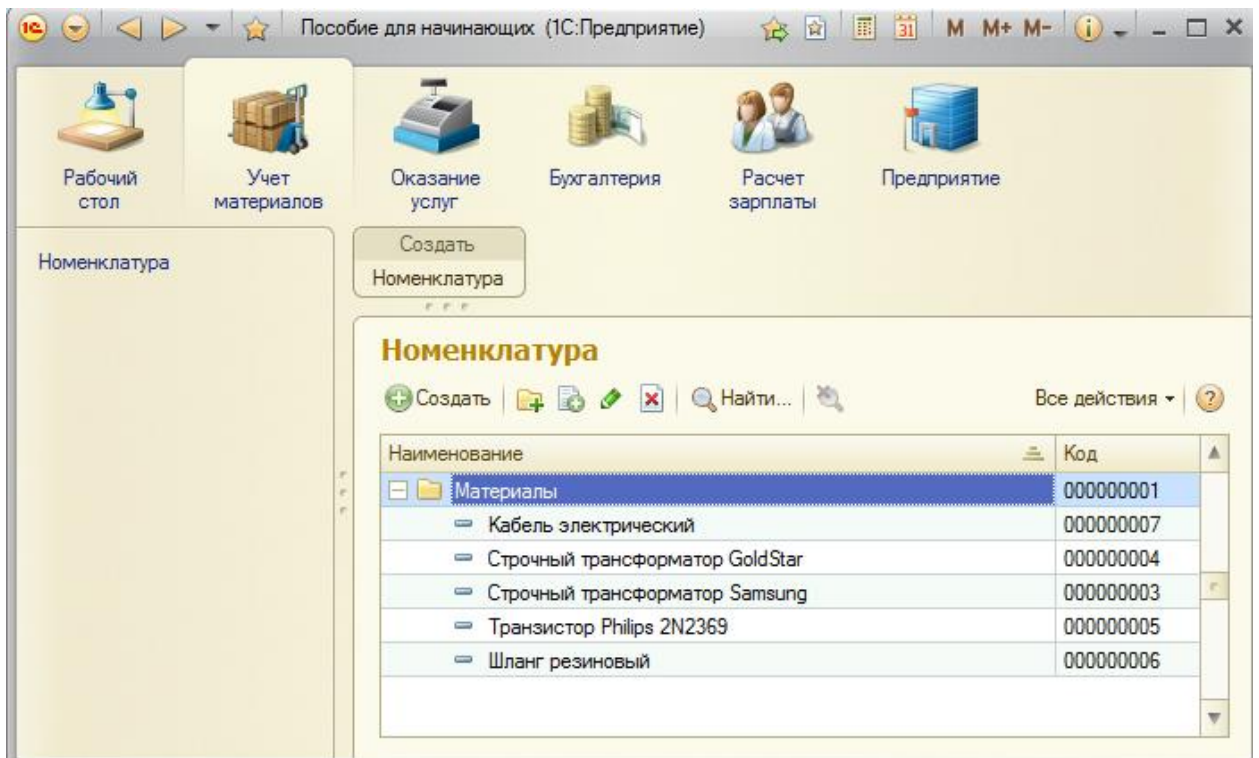 1С Пособие для начинающих (1С:Предприятие) 31 M M+ M-
Рабочий стол
Учет материалов
Оказание услуг
Бухгалтерия
Расчет зарплаты
Предприятие
Номенклатура
Создать
Номенклатура
Номенклатура
Создать Найти... Все действия ?
Наименование Код
Материалы 000000001
Кабель электрический 000000007
Строчный трансформатор GoldStar 000000004
Строчный трансформатор Samsung 000000003
Транзистор Philips 2N2369 000000005
Шланг резиновый 000000006